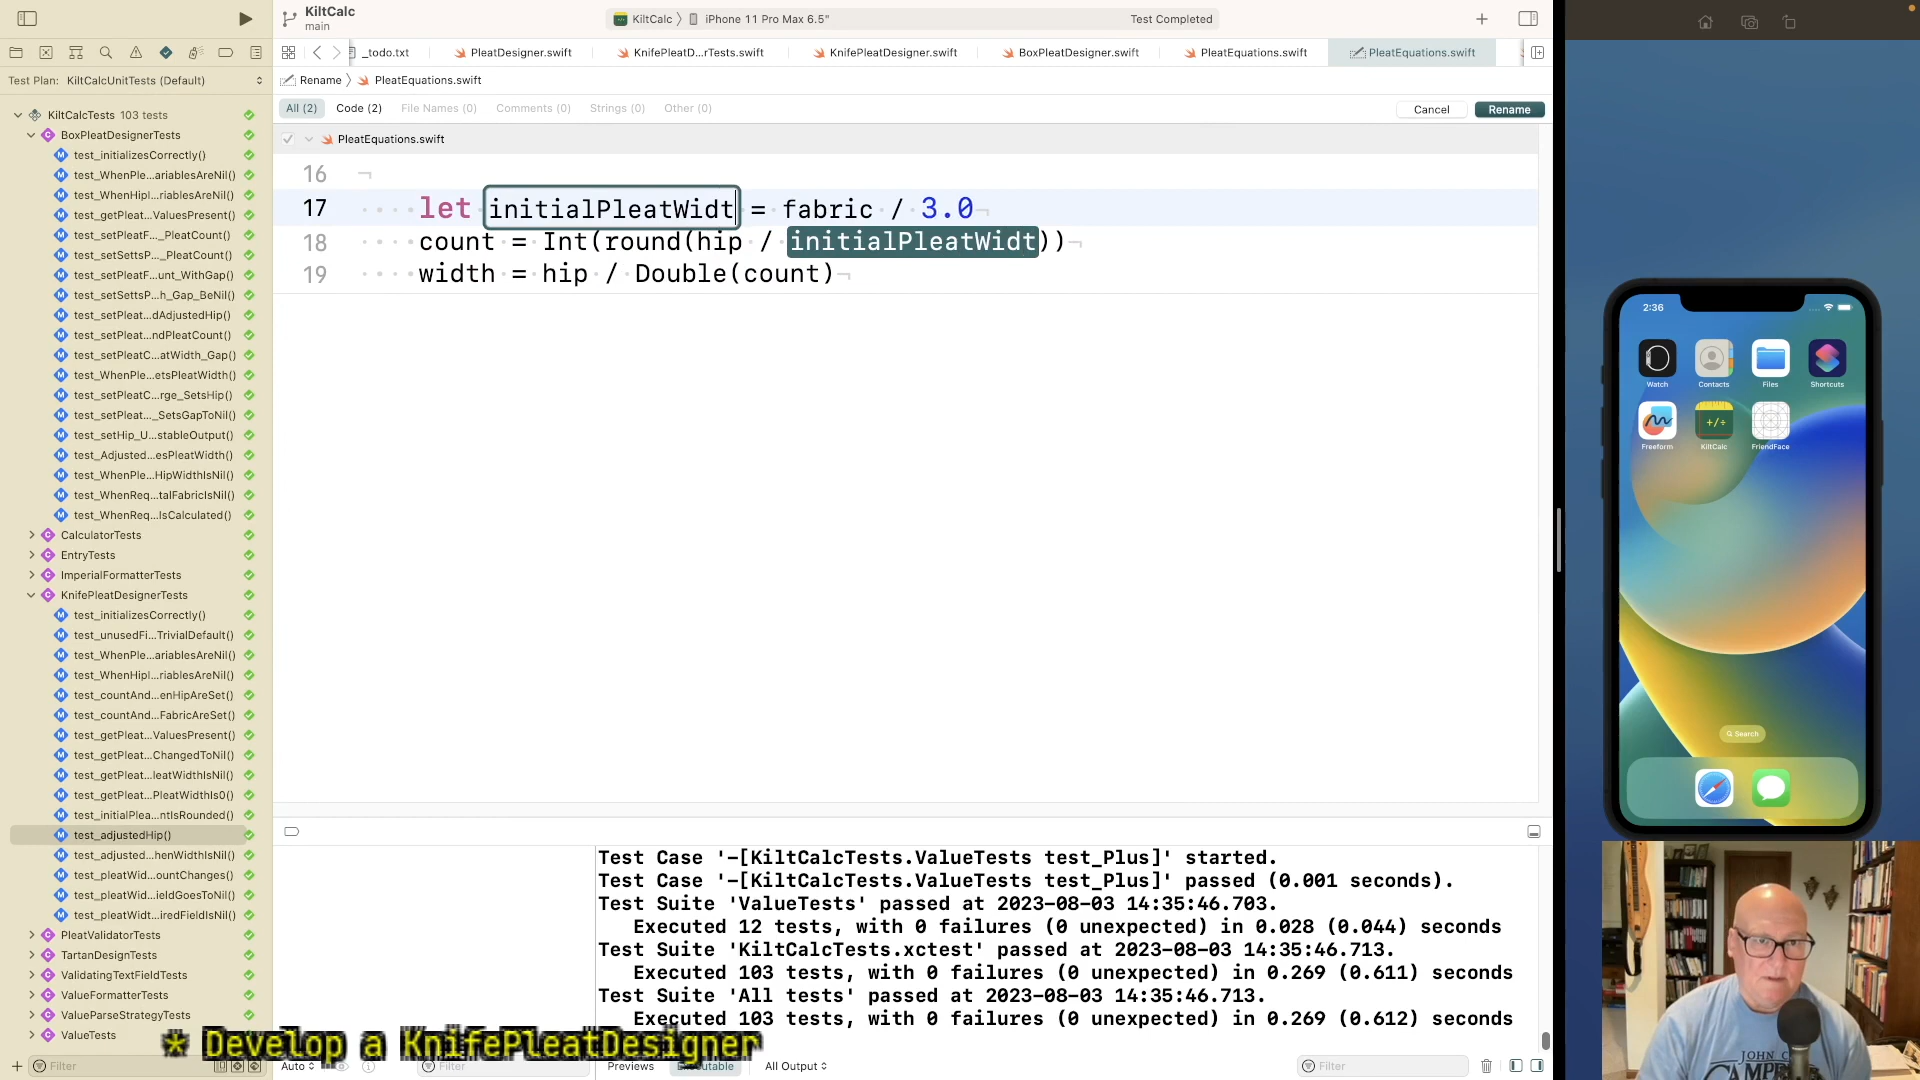 KiltCalc
main
KiltCalc
iPhone 11 Pro Max 6.5"
Test Completed
_todo.txt
PleatDesigner.swift
KnifePleatD...rTests.swift
KnifePleatDesigner.swift
BoxPleatDesigner.swift
PleatEquations.swift
PleatEquations.swift
Test Plan: KiltCalcUnitTests (Default)
Rename
PleatEquations.swift
All (2)
Code (2)
File Names (0)
Comments (0)
Strings (0)
Other (0)
Cancel
Rename
PleatEquations.swift
16
17 let initialPleatWidt = fabric / 3.0
18 count = Int(round(hip / initialPleatWidt))
19 width = hip / Double(count)
KiltCalcTests 103 tests
BoxPleatDesignerTests
test_initializesCorrectly()
test_WhenPle...ariablesAreNil()
test_WhenHipI...riablesAreNil()
test_getPleat...ValuesPresent()
test_setPleatF..._PleatCount()
test_setSettsP..._PleatCount()
test_setPleatF...unt_WithGap()
test_setSettsP...h_Gap_BeNil()
test_setPleat...dAdjustedHip()
test_setPleat...ndPleatCount()
test_setPleatC...atWidth_Gap()
test_WhenPle...etsPleatWidth()
test_setPleatC...rge_SetsHip()
test_setPleat..._SetsGapToNil()
test_setHip_U...stableOutput()
test_Adjusted...esPleatWidth()
test_WhenPle...HipWidthIsNil()
test_WhenReq...talFabricIsNil()
test_WhenReq...IsCalculated()
CalculatorTests
EntryTests
ImperialFormatterTests
KnifePleatDesignerTests
test_initializesCorrectly()
test_unusedFi...TrivialDefault()
test_WhenPle...ariablesAreNil()
test_WhenHipI...riablesAreNil()
test_countAnd...enHipAreSet()
test_countAnd...FabricAreSet()
test_getPleat...ValuesPresent()
test_getPleat...ChangedToNil()
test_getPleat...leatWidthIsNil()
test_getPleat...PleatWidthIs0()
test_initialPlea...ntIsRounded()
test_adjustedHip()
test_adjusted...henWidthIsNil()
test_pleatWid...ountChanges()
test_pleatWid...ieldGoesToNil()
test_pleatWidt...iredFieldIsNil()
PleatValidatorTests
TartanDesignTests
ValidatingTextFieldTests
ValueFormatterTests
ValueParseStrategyTests
ValueTests
Filter
Test Case '-[KiltCalcTests.ValueTests test_Plus]' started.
Test Case '-[KiltCalcTests.ValueTests test_Plus]' passed (0.001 seconds).
Test Suite 'ValueTests' passed at 2023-08-03 14:35:46.703.
Executed 12 tests, with 0 failures (0 unexpected) in 0.028 (0.044) seconds
Test Suite 'KiltCalcTests.xctest' passed at 2023-08-03 14:35:46.713.
Executed 103 tests, with 0 failures (0 unexpected) in 0.269 (0.611) seconds
Test Suite 'All tests' passed at 2023-08-03 14:35:46.713.
Executed 103 tests, with 0 failures (0 unexpected) in 0.269 (0.612) seconds
* Develop a KnifePleatDesigner
Auto
Filter
Previews
Executable
All Output
Filter
2:36
Watch
Contacts
Files
Shortcuts
+/÷
Freeform
KiltCalc
FriendFace
Search
JOHN C.